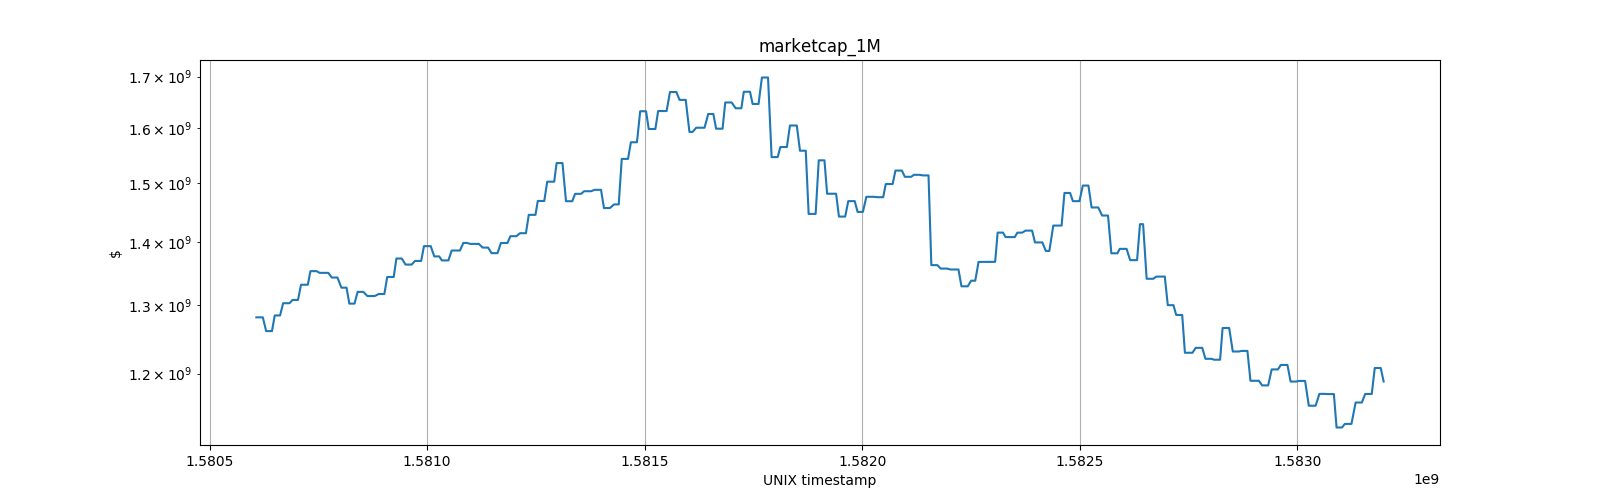 marketcap_1M
1.7 × 10⁹
1.6 × 10⁹
1.5 × 10⁹
1.4 × 10⁹
1.3 × 10⁹
1.2 × 10⁹
$
1.5805 1.5810 1.5815 1.5820 1.5825 1.5830
UNIX timestamp
1e9